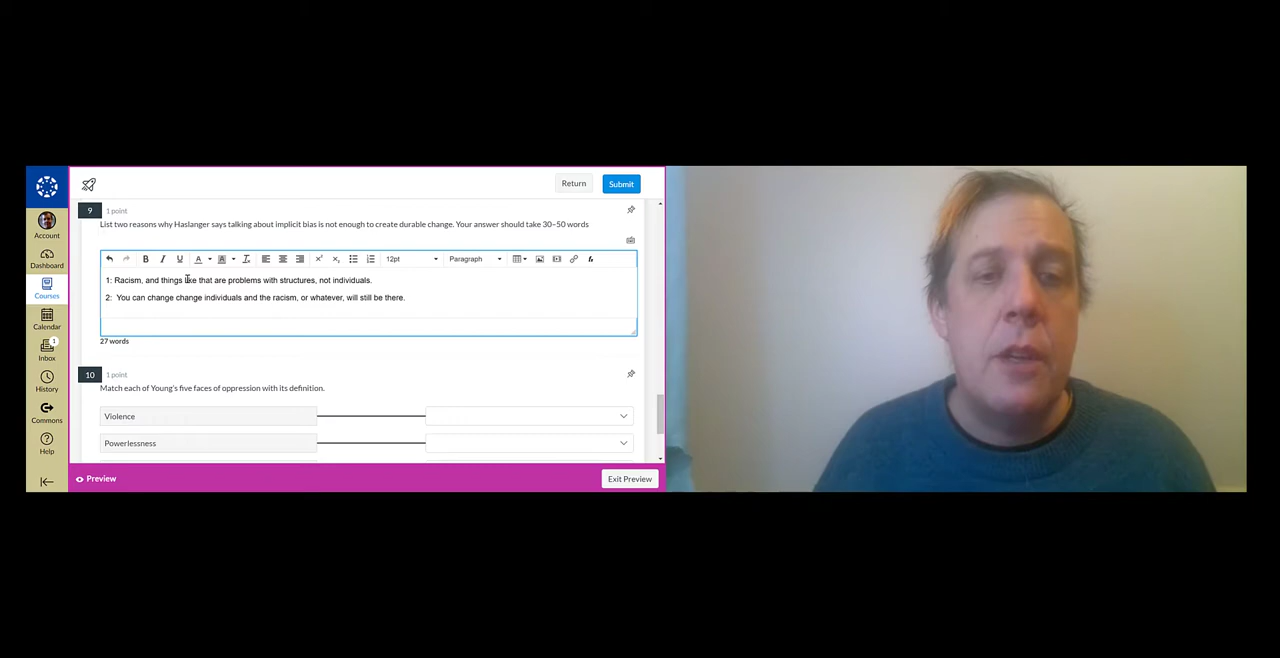 Return
Submit
9
1 point
List two reasons why Haslanger says talking about implicit bias is not enough to create durable change. Your answer should take 30–50 words
B I U A A 12pt Paragraph
1: Racism, and things like that are problems with structures, not individuals.
2: You can change change individuals and the racism, or whatever, will still be there.
27 words
10
1 point
Match each of Young's five faces of oppression with its definition.
Violence
Powerlessness
Preview
Exit Preview
Account
Dashboard
Courses
Calendar
1
Inbox
History
Commons
Help